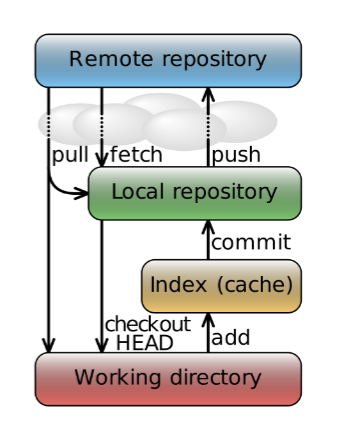 Remote repository
pull
fetch
push
Local repository
commit
Index (cache)
checkout
HEAD
add
Working directory